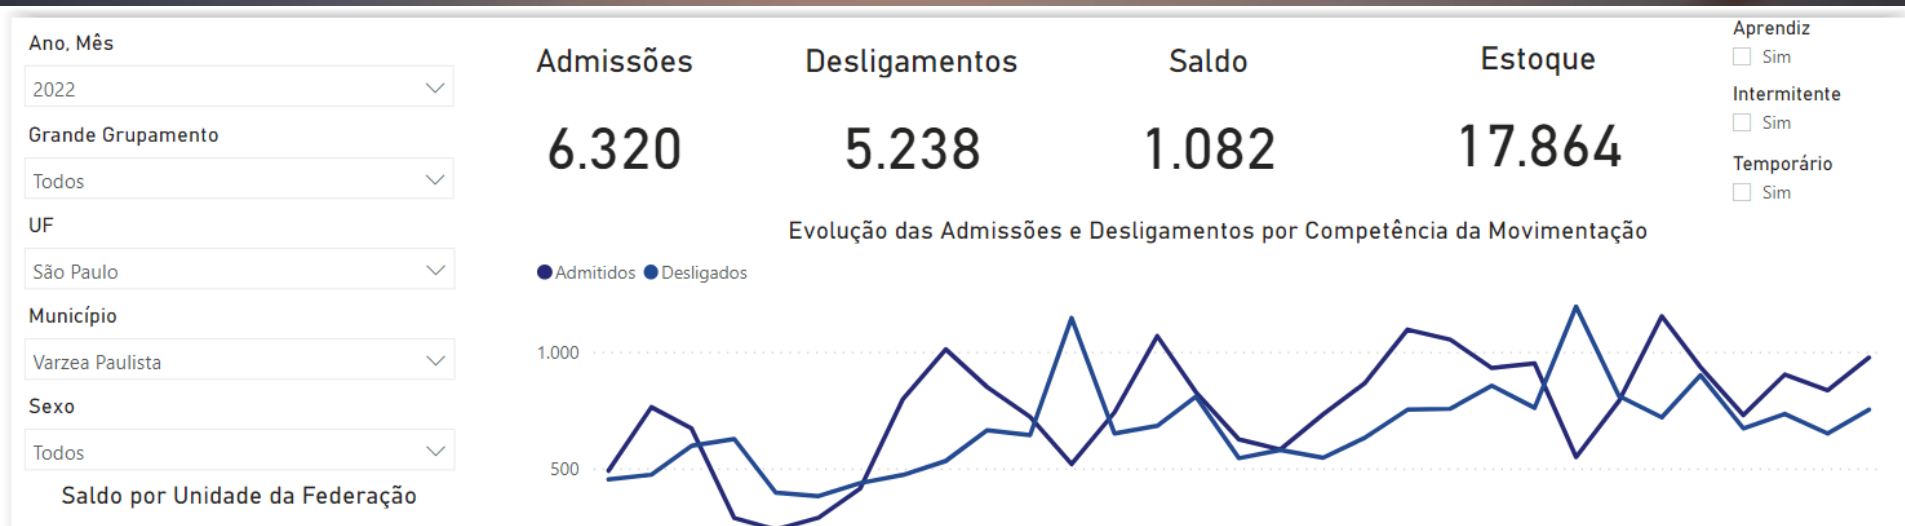 Ano, Mês
2022
Grande Grupamento
Todos
UF
São Paulo
Município
Varzea Paulista
Sexo
Todos
Saldo por Unidade da Federação
Admissões
6.320
Desligamentos
5.238
Saldo
1.082
Estoque
17.864
Aprendiz
Sim
Intermitente
Sim
Temporário
Sim
Evolução das Admissões e Desligamentos por Competência da Movimentação
Admitidos Desligados
1.000
500